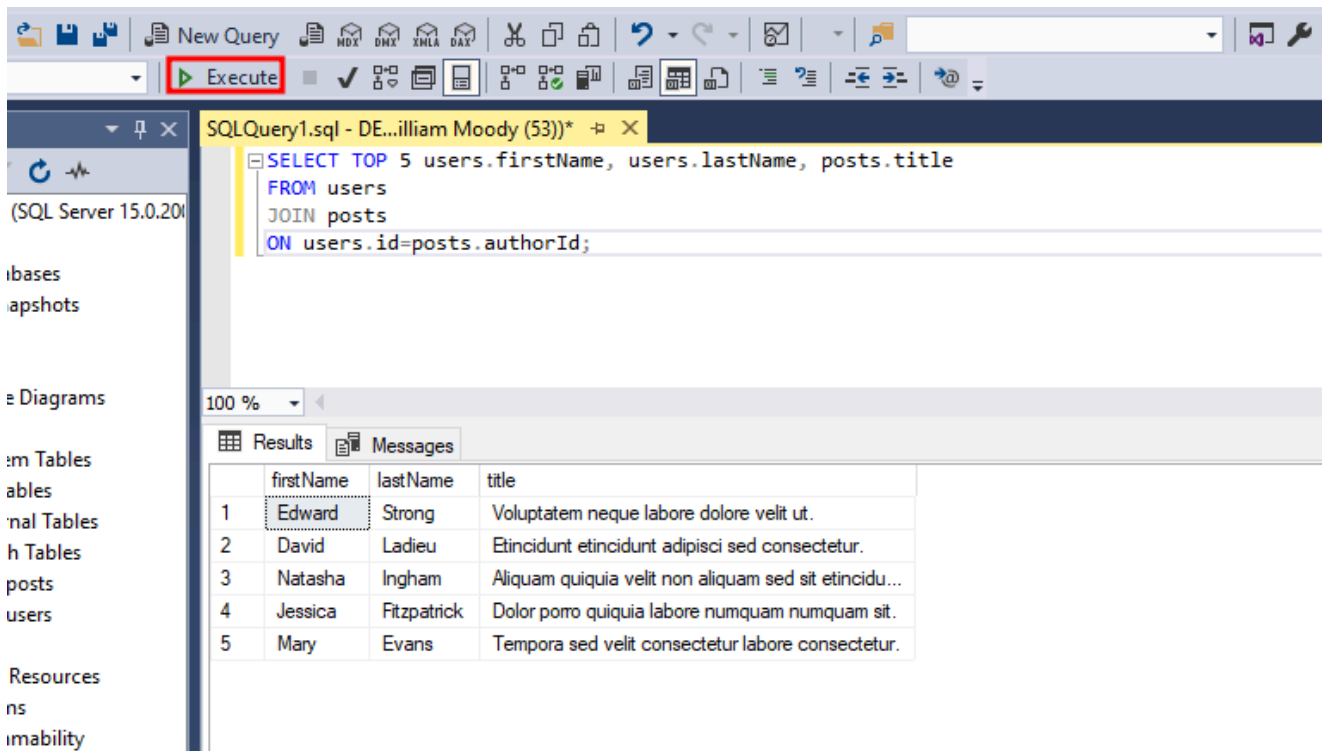 New Query MDX DMX XMLA DAX
Execute
SQLQuery1.sql - DE...illiam Moody (53))*
(SQL Server 15.0.20
abases
apshots
e Diagrams
em Tables
ables
rnal Tables
h Tables
posts
users
Resources
ns
mability
SELECT TOP 5 users.firstName, users.lastName, posts.title
FROM users
JOIN posts
ON users.id=posts.authorId;
100 %
Results Messages
firstName lastName title
1 Edward Strong Voluptatem neque labore dolore velit ut.
2 David Ladieu Etincidunt etincidunt adipisci sed consectetur.
3 Natasha Ingham Aliquam quiquia velit non aliquam sed sit etincidu...
4 Jessica Fitzpatrick Dolor porro quiquia labore numquam numquam sit.
5 Mary Evans Tempora sed velit consectetur labore consectetur.